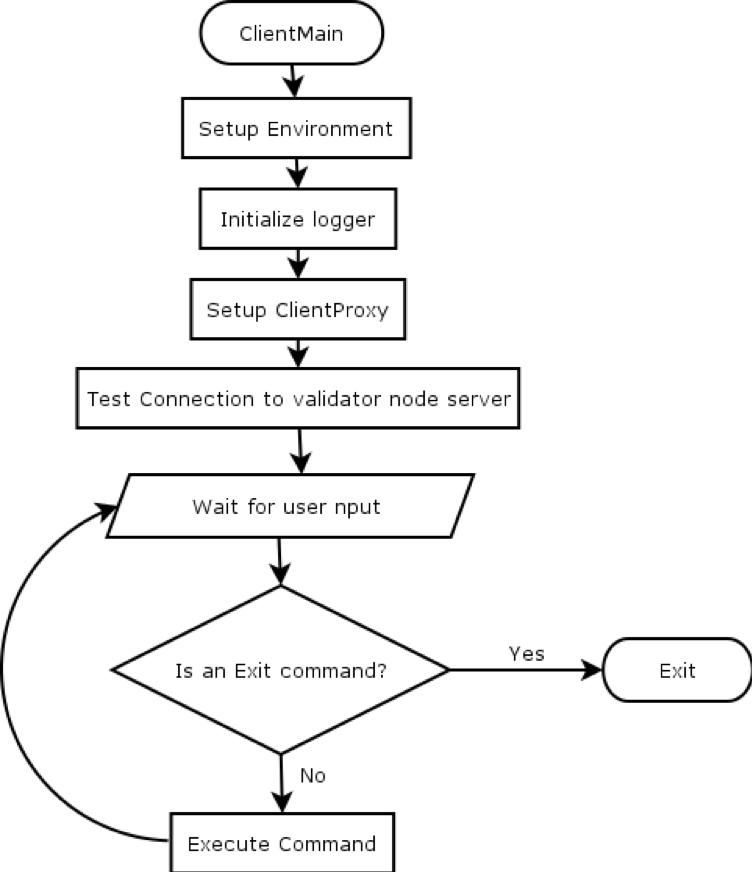 ClientMain
Setup Environment
Initialize logger
Setup ClientProxy
Test Connection to validator node server
Wait for user nput
Is an Exit command?
Yes
Exit
No
Execute Command